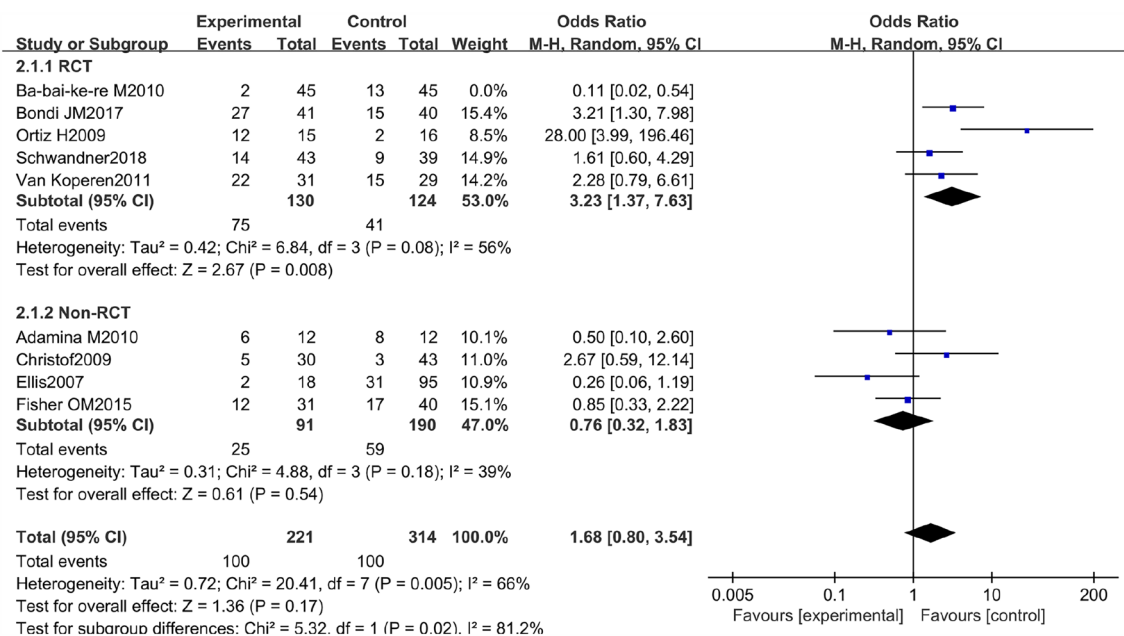 Experimental Control Odds Ratio Odds Ratio
Study or Subgroup Events Total Events Total Weight M-H, Random, 95% CI M-H, Random, 95% CI
2.1.1 RCT
Ba-bai-ke-re M2010 2 45 13 45 0.0% 0.11 [0.02, 0.54]
Bondi JM2017 27 41 15 40 15.4% 3.21 [1.30, 7.98]
Ortiz H2009 12 15 2 16 8.5% 28.00 [3.99, 196.46]
Schwandner2018 14 43 9 39 14.9% 1.61 [0.60, 4.29]
Van Koperen2011 22 31 15 29 14.2% 2.28 [0.79, 6.61]
Subtotal (95% CI) 130 124 53.0% 3.23 [1.37, 7.63]
Total events 75 41
Heterogeneity: Tau² = 0.42; Chi² = 6.84, df = 3 (P = 0.08); I² = 56%
Test for overall effect: Z = 2.67 (P = 0.008)
2.1.2 Non-RCT
Adamina M2010 6 12 8 12 10.1% 0.50 [0.10, 2.60]
Christof2009 5 30 3 43 11.0% 2.67 [0.59, 12.14]
Ellis2007 2 18 31 95 10.9% 0.26 [0.06, 1.19]
Fisher OM2015 12 31 17 40 15.1% 0.85 [0.33, 2.22]
Subtotal (95% CI) 91 190 47.0% 0.76 [0.32, 1.83]
Total events 25 59
Heterogeneity: Tau² = 0.31; Chi² = 4.88, df = 3 (P = 0.18); I² = 39%
Test for overall effect: Z = 0.61 (P = 0.54)
Total (95% CI) 221 314 100.0% 1.68 [0.80, 3.54]
Total events 100 100
Heterogeneity: Tau² = 0.72; Chi² = 20.41, df = 7 (P = 0.005); I² = 66%
Test for overall effect: Z = 1.36 (P = 0.17)
Test for subgroup differences: Chi² = 5.32, df = 1 (P = 0.02), I² = 81.2%
0.005 0.1 1 10 200
Favours [experimental] Favours [control]